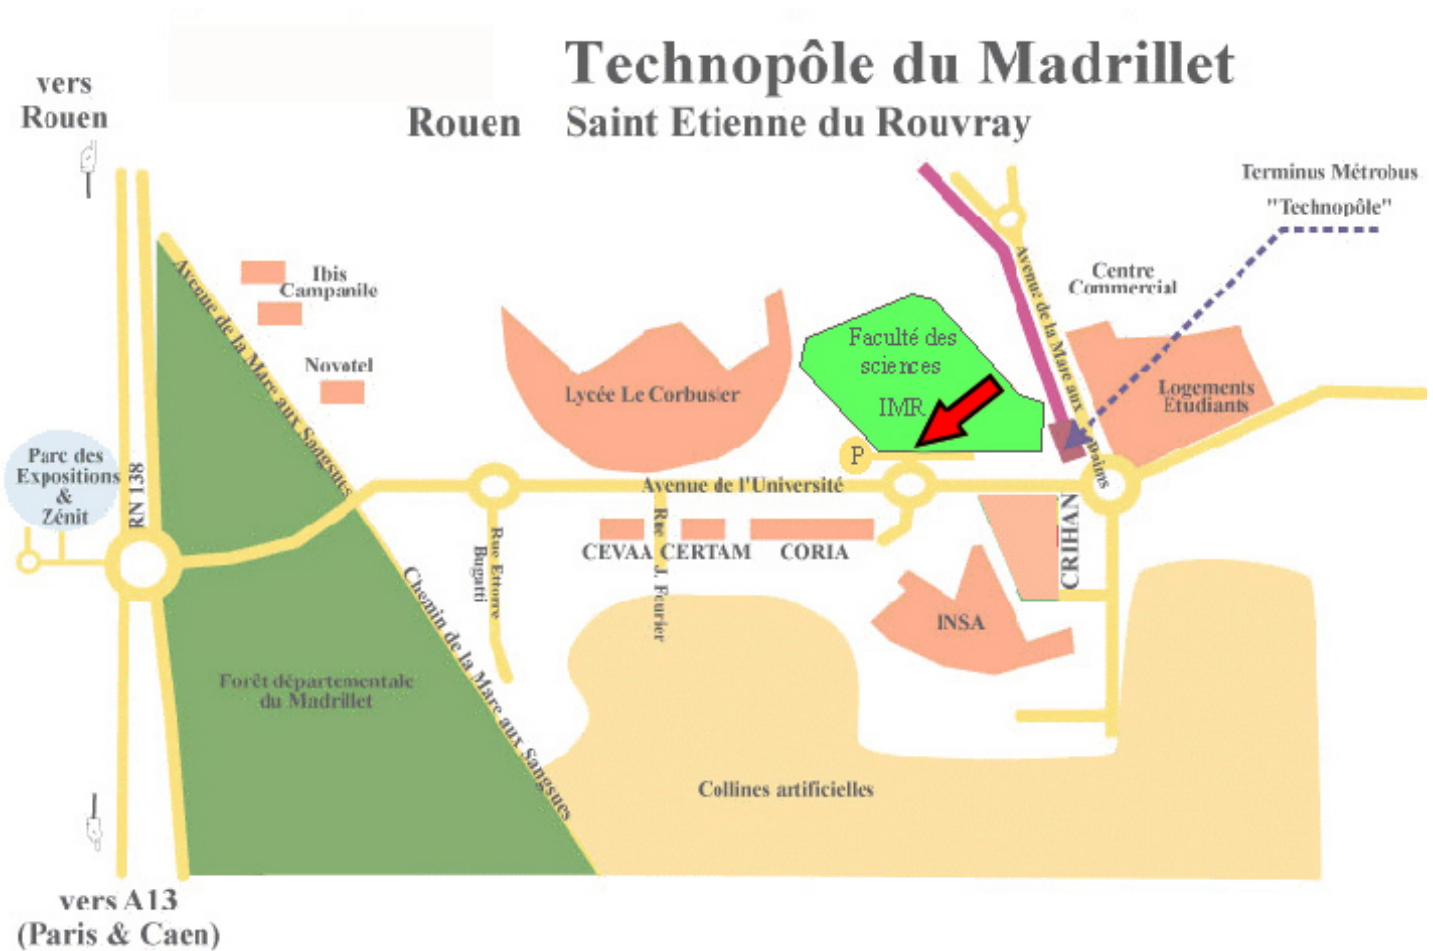 Technopôle du Madrillet
Rouen Saint Etienne du Rouvray
vers
Rouen
Terminus Métrobus
"Technopôle"
Ibis
Campanile
Novotel
Avenue de la Mare aux Sangsues
Lycée Le Corbusier
Faculté des
sciences
IMR
P
Avenue de la Mare aux Daims
Centre
Commercial
Logements
Etudiants
Parc des
Expositions
&
Zénit
RN 138
Avenue de l'Université
Rue Ettorre
Bugatti
Rue J. Fourier
CEVAA
CERTAM
CORIA
CRIHAN
INSA
Chemin de la Mare aux Sangsues
Forêt départementale
du Madrillet
Collines artificielles
vers A13
(Paris & Caen)